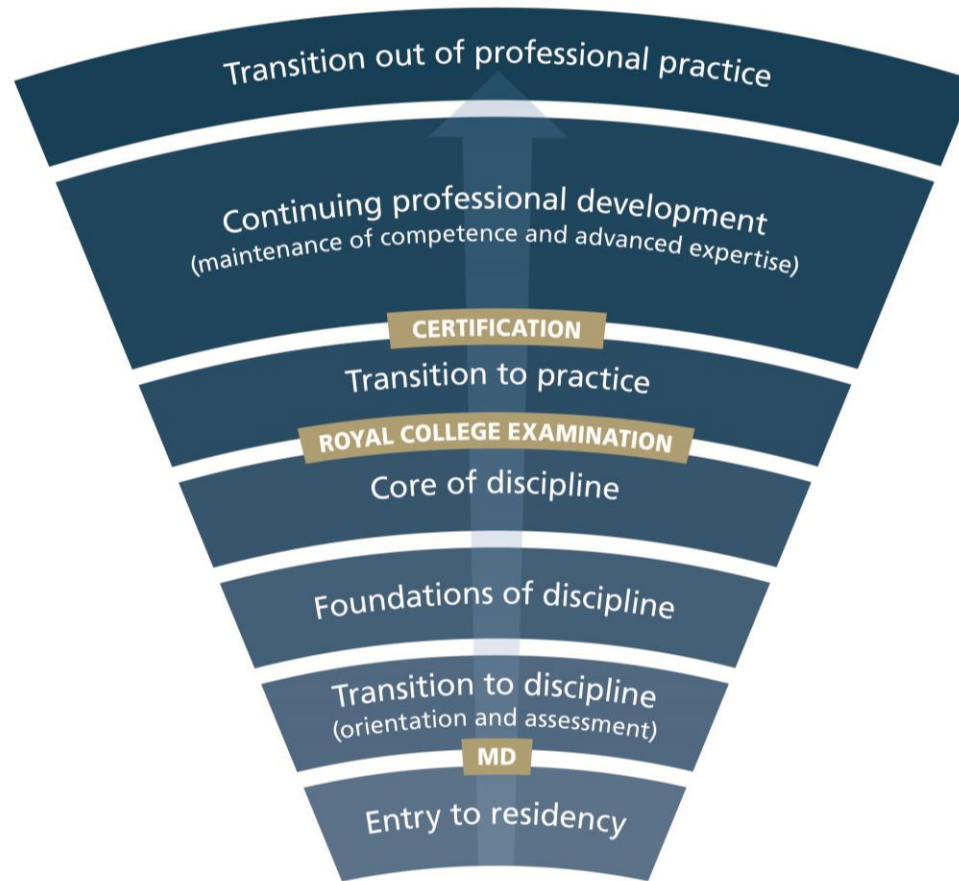 Transition out of professional practice
Continuing professional development
(maintenance of competence and advanced expertise)
CERTIFICATION
Transition to practice
ROYAL COLLEGE EXAMINATION
Core of discipline
Foundations of discipline
Transition to discipline
(orientation and assessment)
MD
Entry to residency